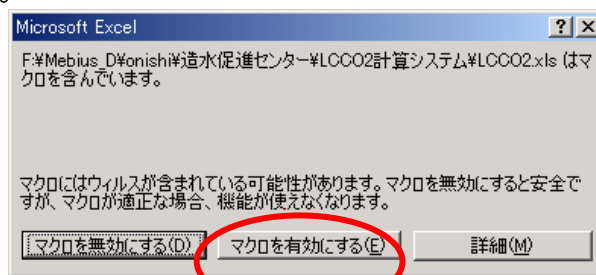 Microsoft Excel
F:¥Mebius_D¥onishi¥造水促進センター¥LCCO2計算システム¥LCCO2.xls はマ
クロを含んでいます。
マクロにはウィルスが含まれている可能性があります。マクロを無効にすると安全で
すが、マクロが適正な場合、機能が使えなくなります。
マクロを無効にする(D) マクロを有効にする(E) 詳細(M)